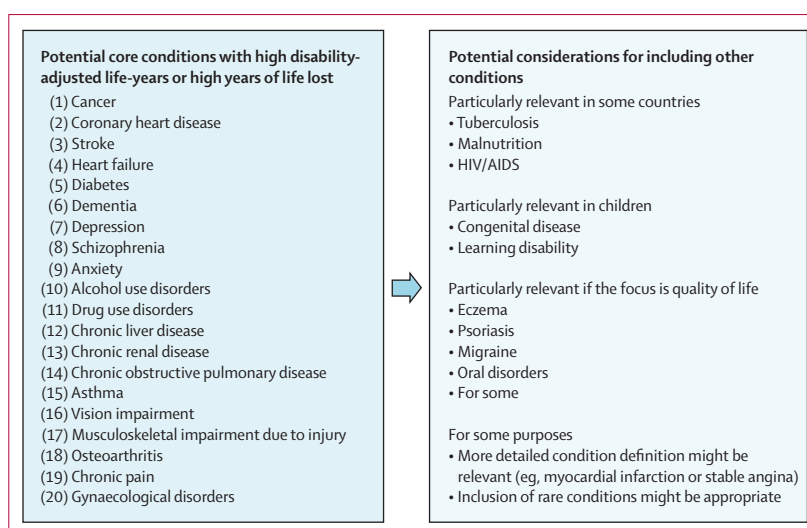 Potential core conditions with high disability-
adjusted life-years or high years of life lost
(1) Cancer
(2) Coronary heart disease
(3) Stroke
(4) Heart failure
(5) Diabetes
(6) Dementia
(7) Depression
(8) Schizophrenia
(9) Anxiety
(10) Alcohol use disorders
(11) Drug use disorders
(12) Chronic liver disease
(13) Chronic renal disease
(14) Chronic obstructive pulmonary disease
(15) Asthma
(16) Vision impairment
(17) Musculoskeletal impairment due to injury
(18) Osteoarthritis
(19) Chronic pain
(20) Gynaecological disorders
Potential considerations for including other
conditions
Particularly relevant in some countries
• Tuberculosis
• Malnutrition
• HIV/AIDS
Particularly relevant in children
• Congenital disease
• Learning disability
Particularly relevant if the focus is quality of life
• Eczema
• Psoriasis
• Migraine
• Oral disorders
• For some
For some purposes
• More detailed condition definition might be
relevant (eg, myocardial infarction or stable angina)
• Inclusion of rare conditions might be appropriate